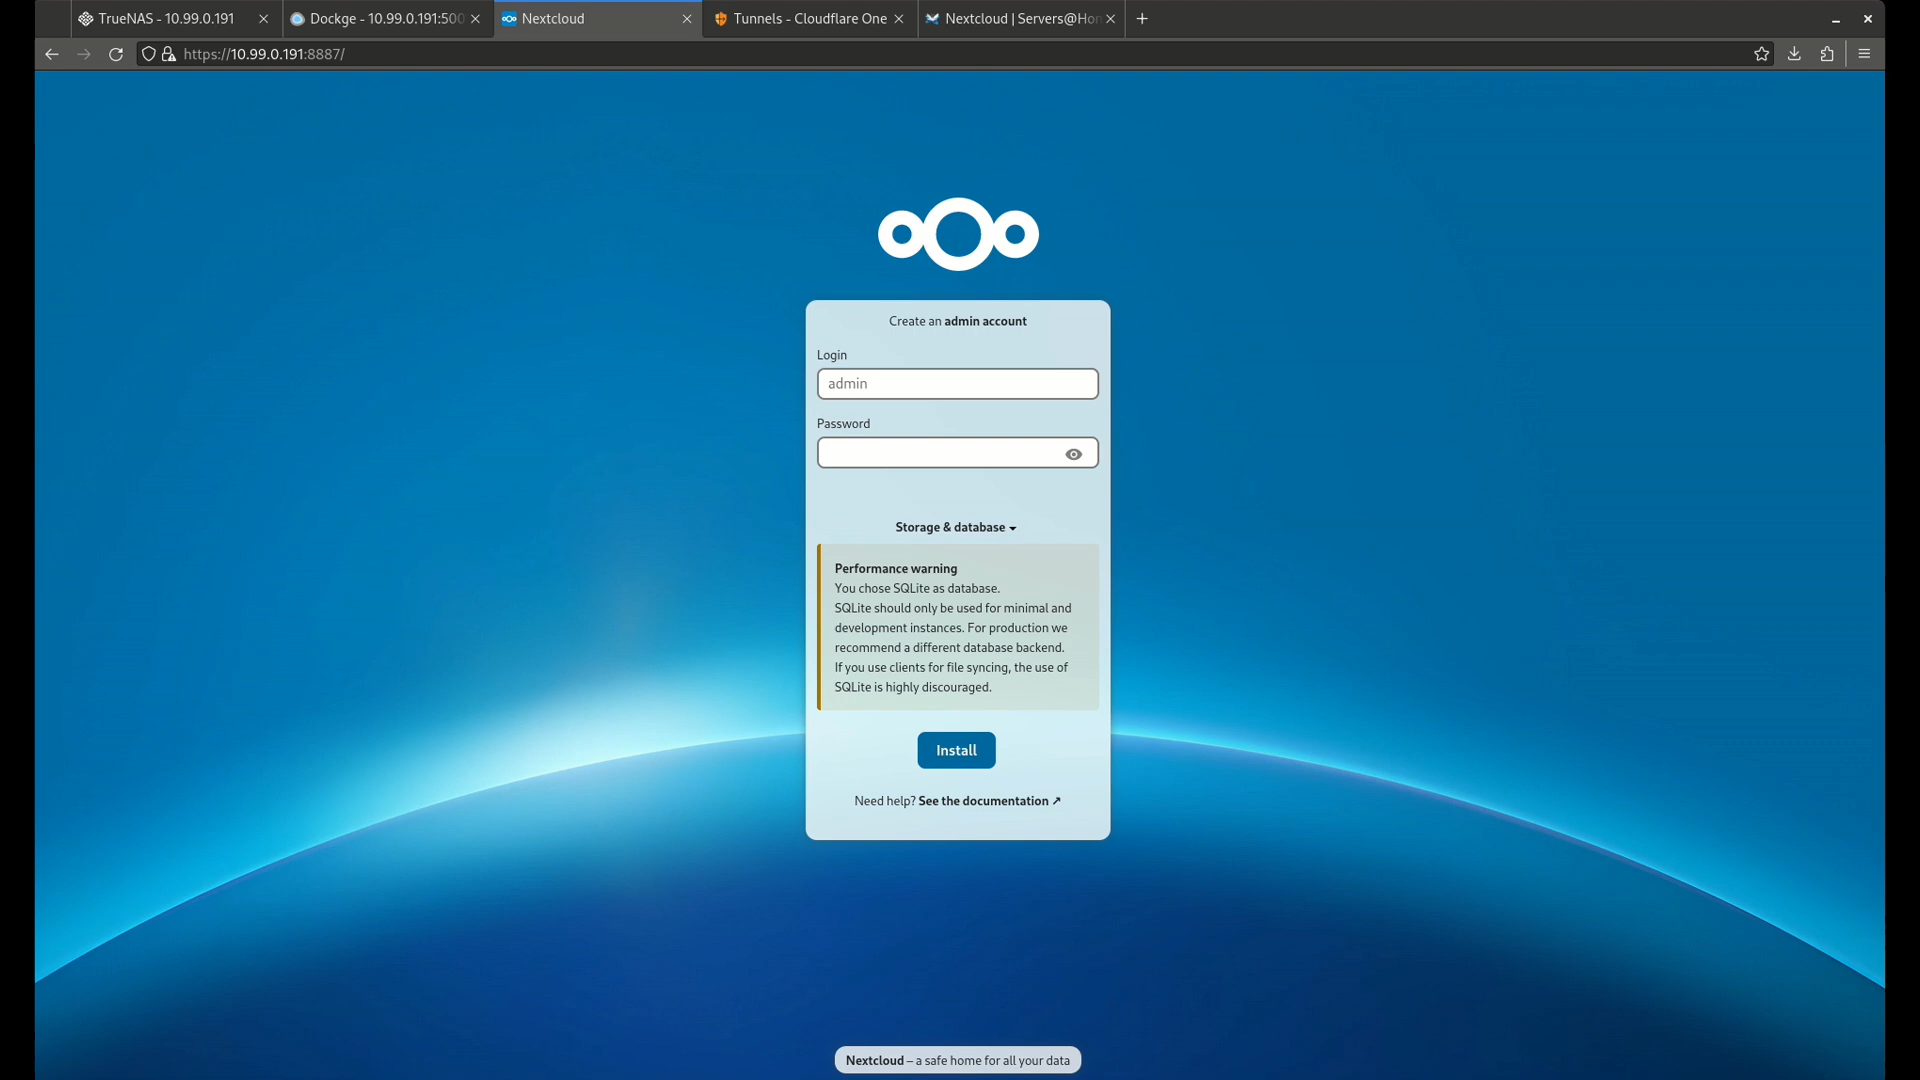 TrueNAS - 10.99.0.191
Dockge - 10.99.0.191:500
Nextcloud
Tunnels - Cloudflare One
Nextcloud | Servers@Hon
https://10.99.0.191:8887/
Create an admin account
Login
admin
Password
Storage & database
Performance warning
You chose SQLite as database.
SQLite should only be used for minimal and
development instances. For production we
recommend a different database backend.
If you use clients for file syncing, the use of
SQLite is highly discouraged.
Install
Need help? See the documentation ↗
Nextcloud – a safe home for all your data